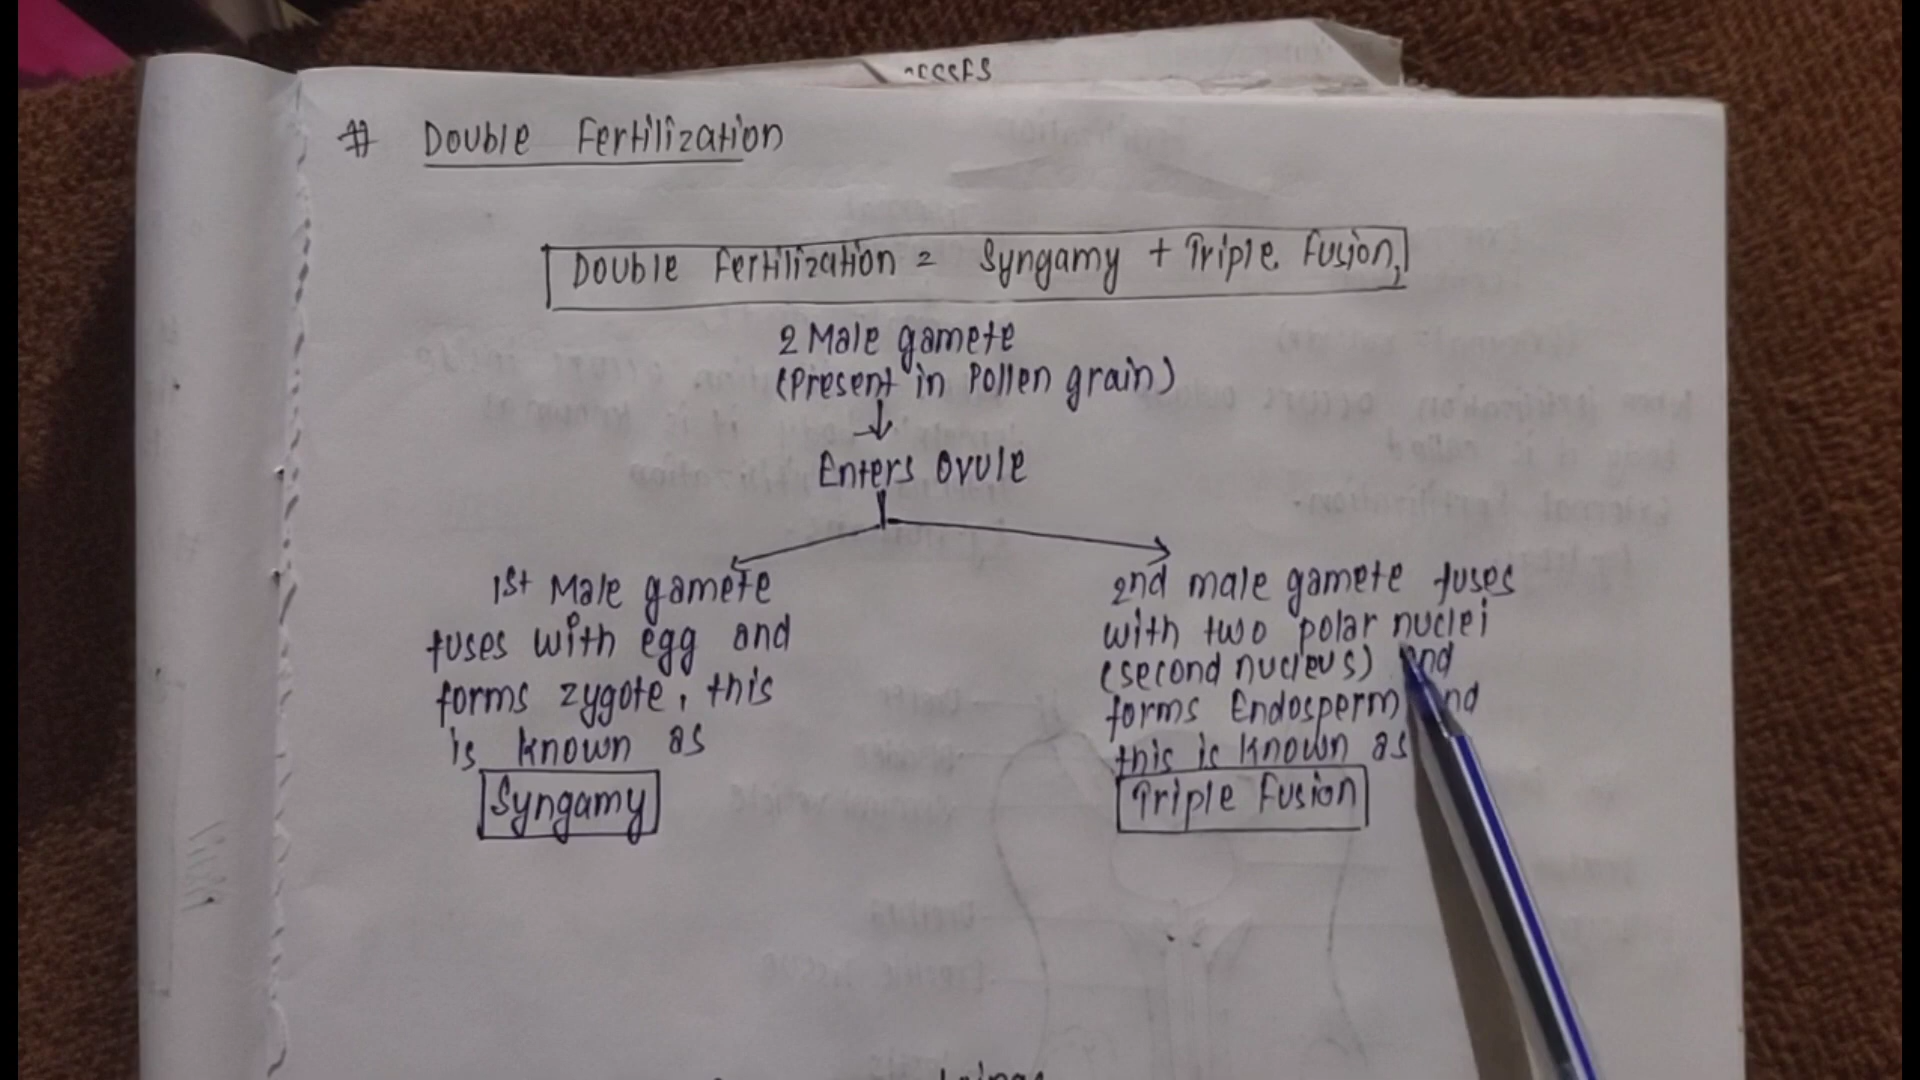 # Double Fertilization
Double Fertilization = Syngamy + Triple Fusion,
2 Male gamete
(Present in Pollen grain)
Enters Ovule
1st Male gamete
fuses with egg and
forms zygote, this
is known as
Syngamy
2nd male gamete fuses
with two polar nuclei
(second nucleus) and
forms Endosperm and
this is known as
Triple Fusion